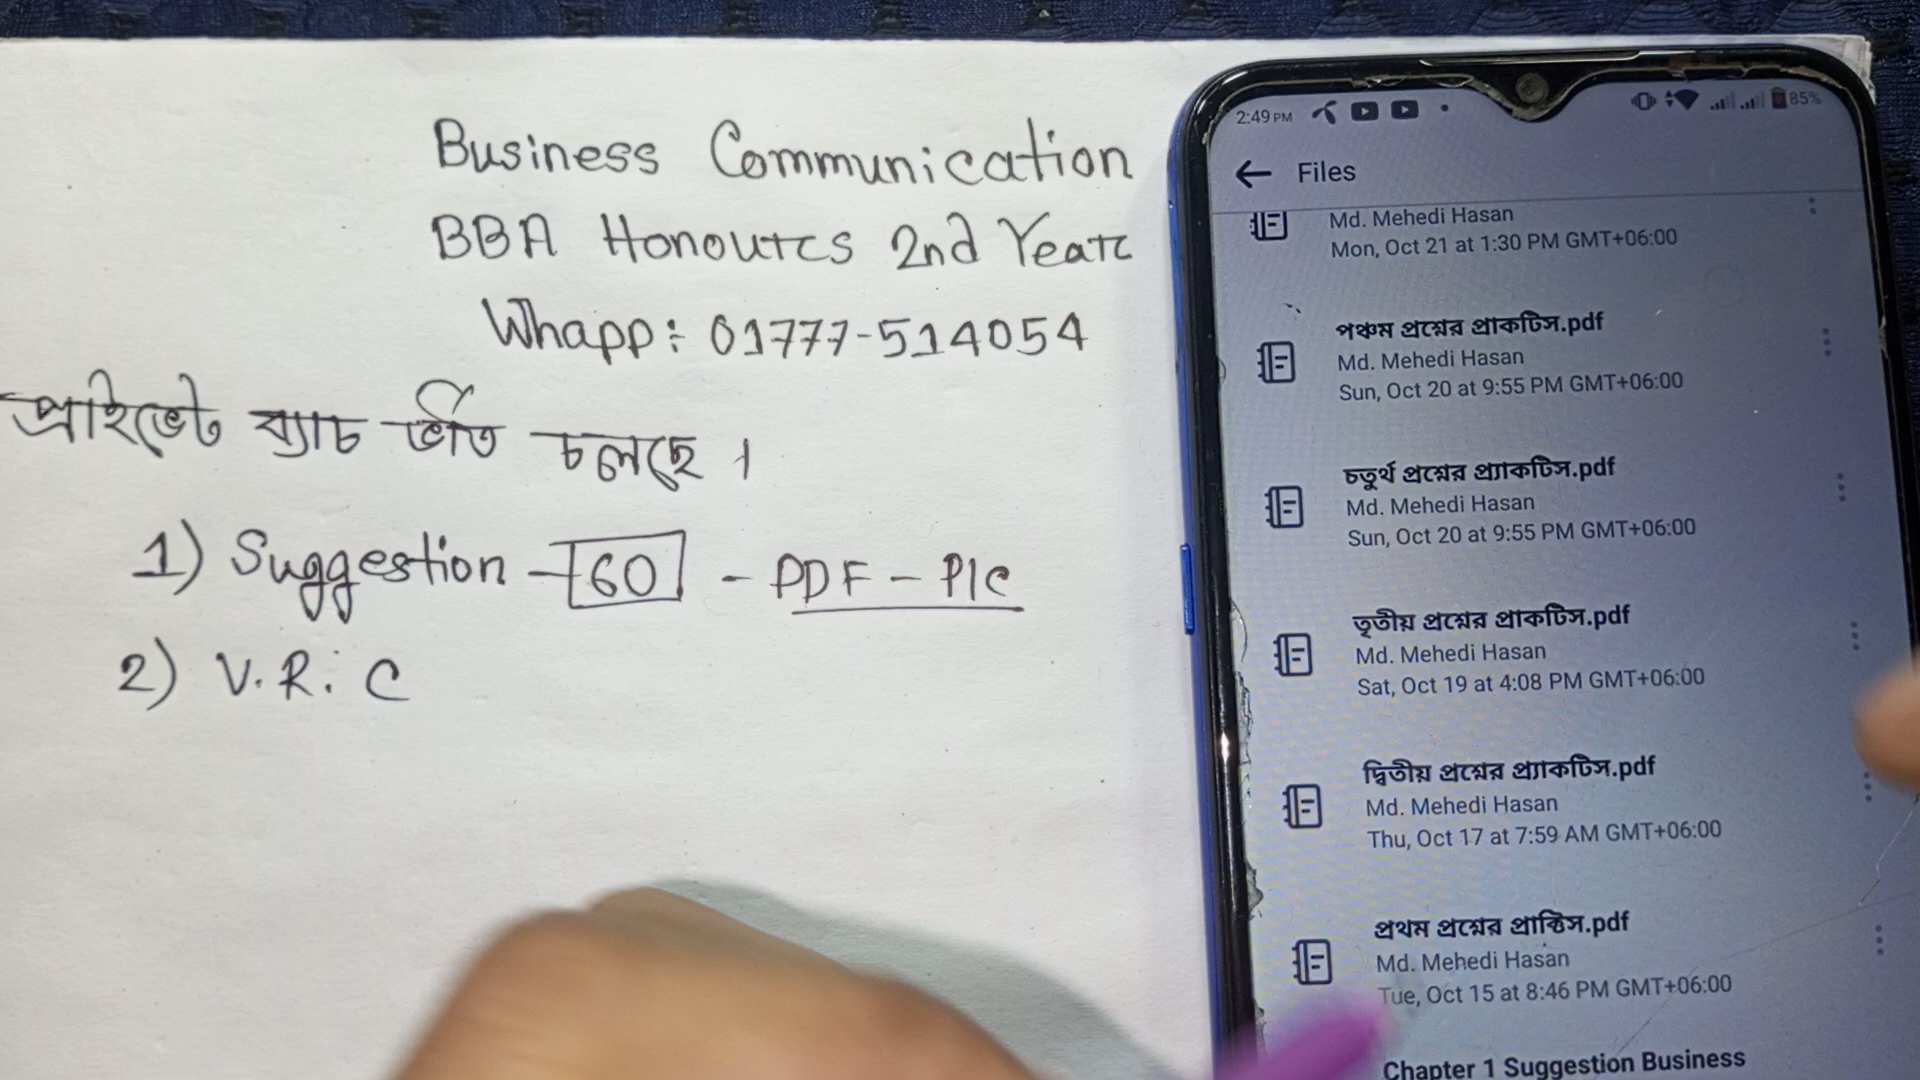 Business Communication
BBA Honours 2nd Year
Whapp: 01777-514054
প্রাইভেট ব্যাচ ভর্তি চলছে।
1) Suggestion - 60 - PDF - PIC
2) V.R.C
2:49 PM
85%
Files
Md. Mehedi Hasan
Mon, Oct 21 at 1:30 PM GMT+06:00
পঞ্চম প্রশ্নের প্রাকটিস.pdf
Md. Mehedi Hasan
Sun, Oct 20 at 9:55 PM GMT+06:00
চতুর্থ প্রশ্নের প্র্যাকটিস.pdf
Md. Mehedi Hasan
Sun, Oct 20 at 9:55 PM GMT+06:00
তৃতীয় প্রশ্নের প্রাকটিস.pdf
Md. Mehedi Hasan
Sat, Oct 19 at 4:08 PM GMT+06:00
দ্বিতীয় প্রশ্নের প্র্যাকটিস.pdf
Md. Mehedi Hasan
Thu, Oct 17 at 7:59 AM GMT+06:00
প্রথম প্রশ্নের প্রাক্টিস.pdf
Md. Mehedi Hasan
Tue, Oct 15 at 8:46 PM GMT+06:00
Chapter 1 Suggestion Business